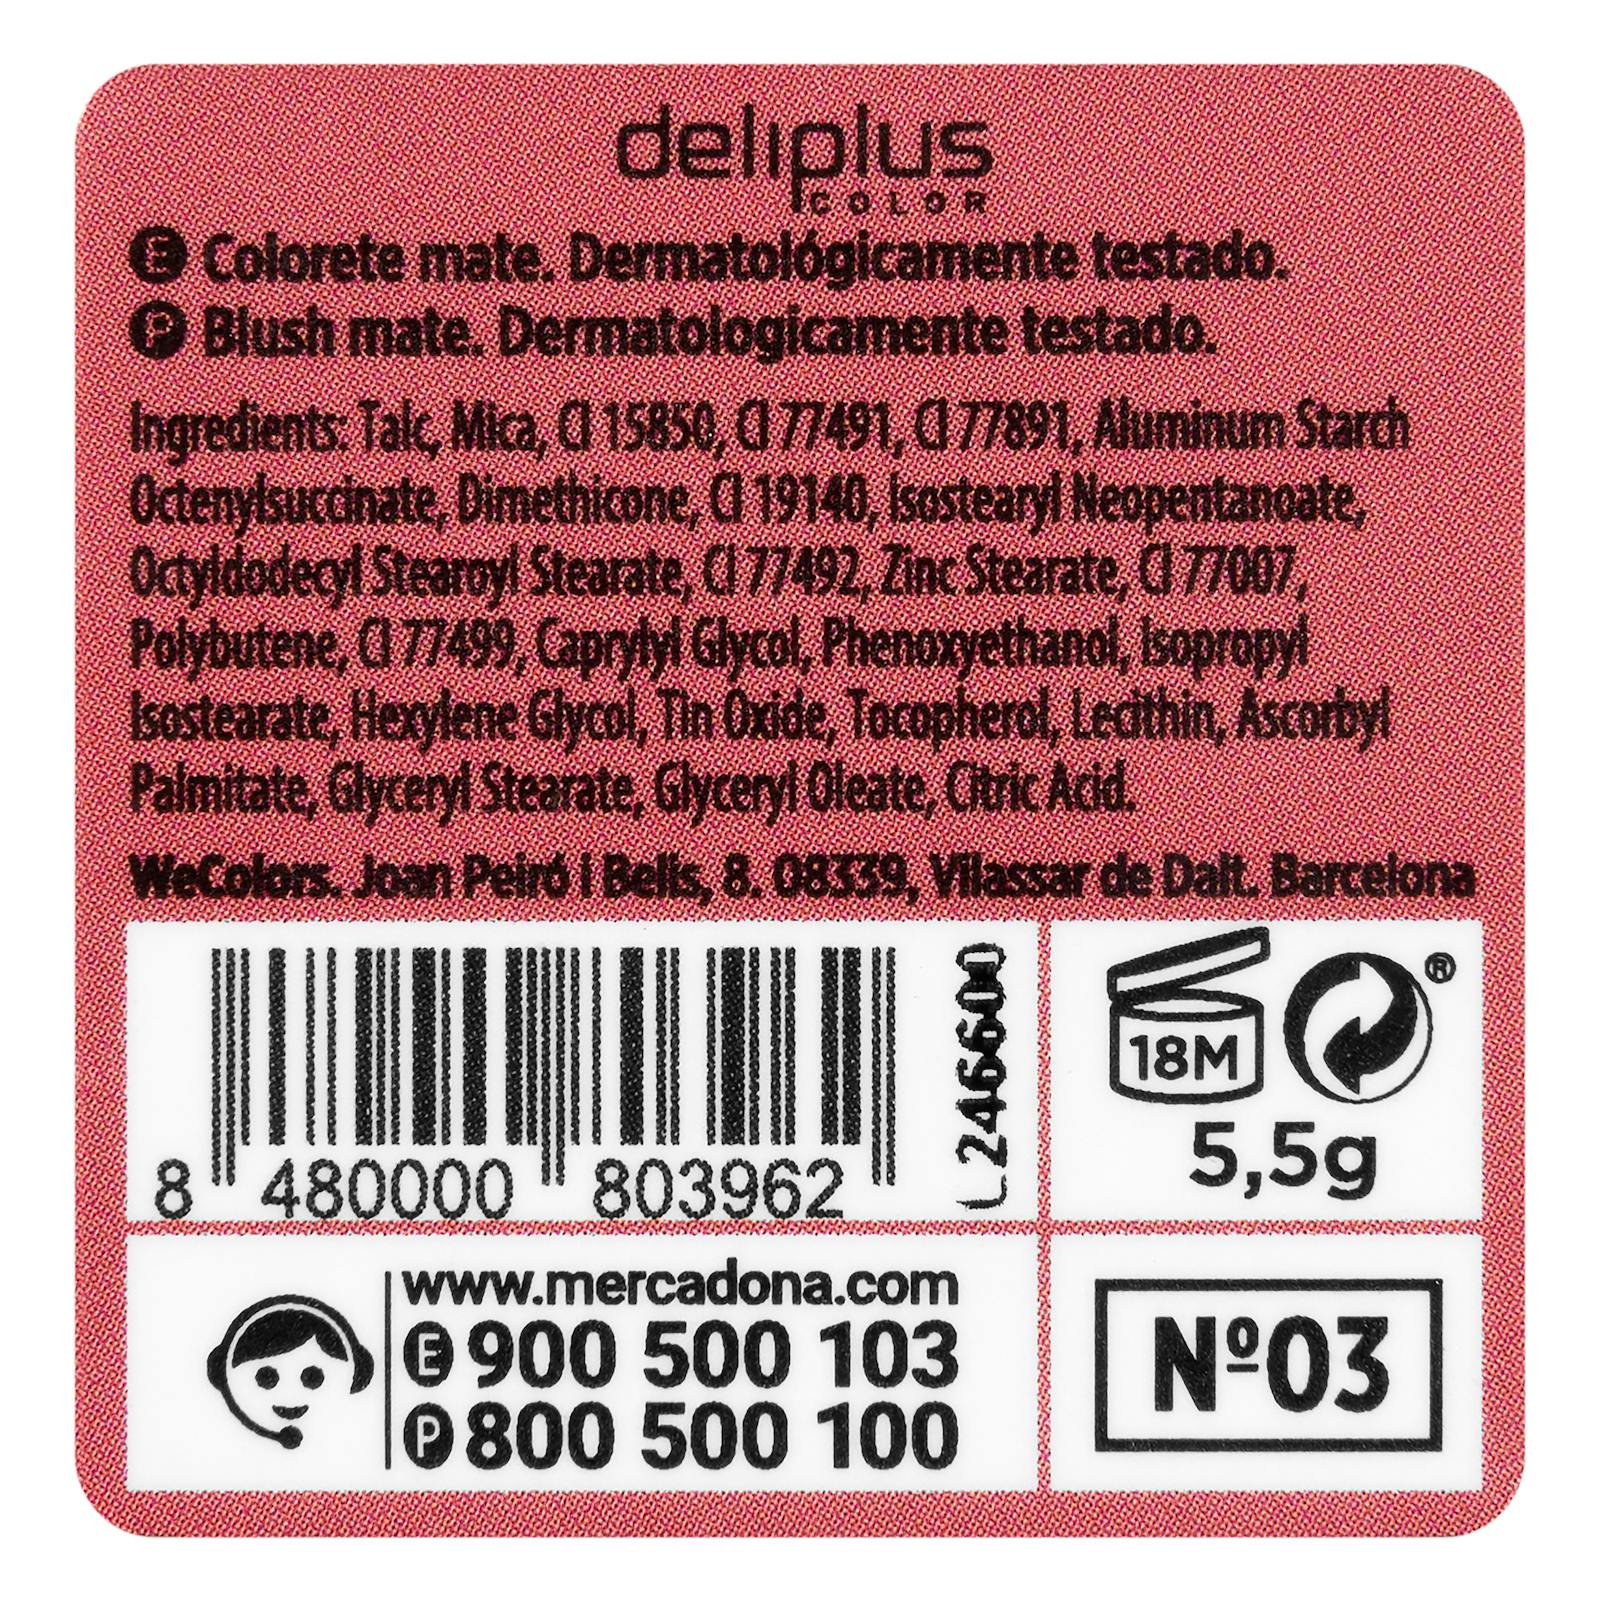 deliplus
COLOR
E Colorete mate. Dermatológicamente testado.
P Blush mate. Dermatologicamente testado.
Ingredients: Talc, Mica, CI 15850, CI 77491, CI 77891, Aluminum Starch
Octenylsuccinate, Dimethicone, CI 19140, Isostearyl Neopentanoate,
Octyldodecyl Stearoyl Stearate, CI 77492, Zinc Stearate, CI 77007,
Polybutene, CI 77499, Caprylyl Glycol, Phenoxyethanol, Isopropyl
Isostearate, Hexylene Glycol, Tin Oxide, Tocopherol, Lecithin, Ascorbyl
Palmitate, Glyceryl Stearate, Glyceryl Oleate, Citric Acid.
WeColors. Joan Peiró i Belis, 8. 08339, Vilassar de Dalt. Barcelona
8 480000 803962
L 246600
18M
®
5,5g
www.mercadona.com
E 900 500 103
P 800 500 100
Nº03